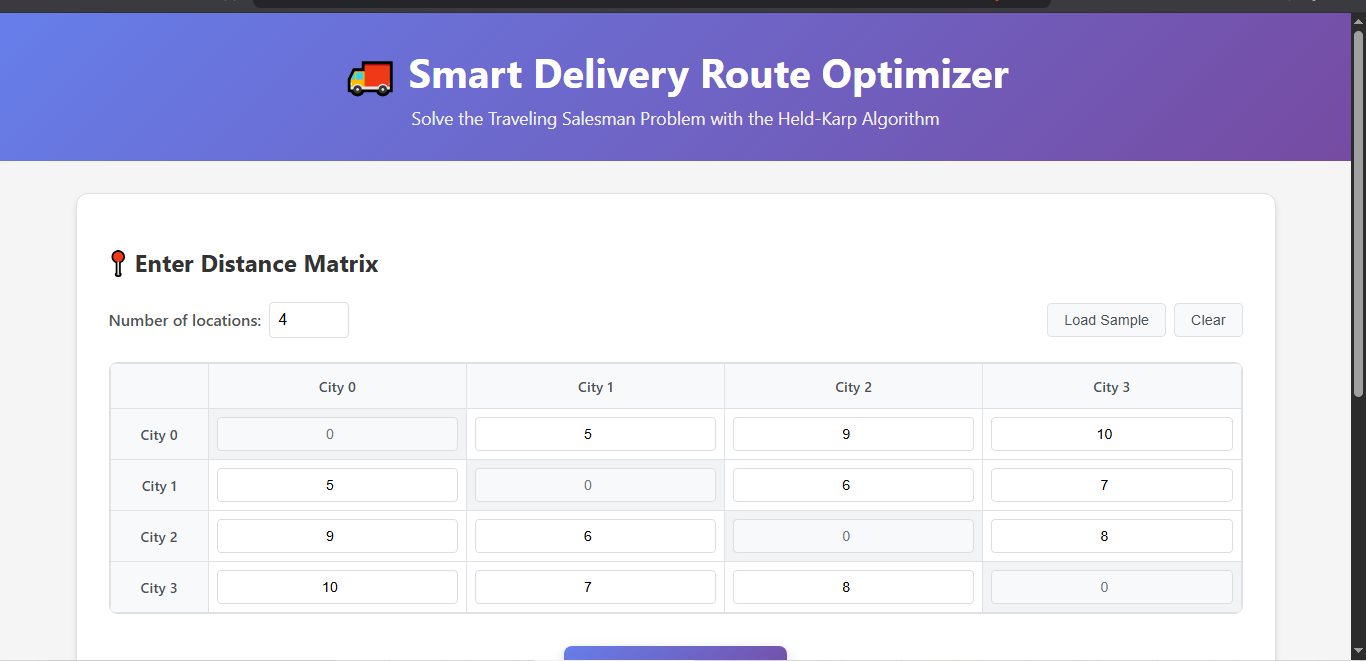 Smart Delivery Route Optimizer
Solve the Traveling Salesman Problem with the Held-Karp Algorithm
Enter Distance Matrix
Number of locations: 4 Load Sample Clear
City 0 City 1 City 2 City 3
City 0 0 5 9 10
City 1 5 0 6 7
City 2 9 6 0 8
City 3 10 7 8 0